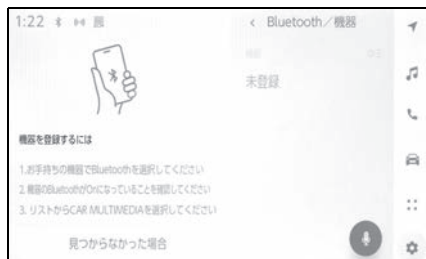 1:22
< Bluetooth／機器
未登録
機器を登録するには
1.お手持ちの機器でBluetoothを選択してください
2.機器のBluetoothがOnになっていることを確認してください
3. リストからCAR MULTIMEDIAを選択してください
見つからなかった場合